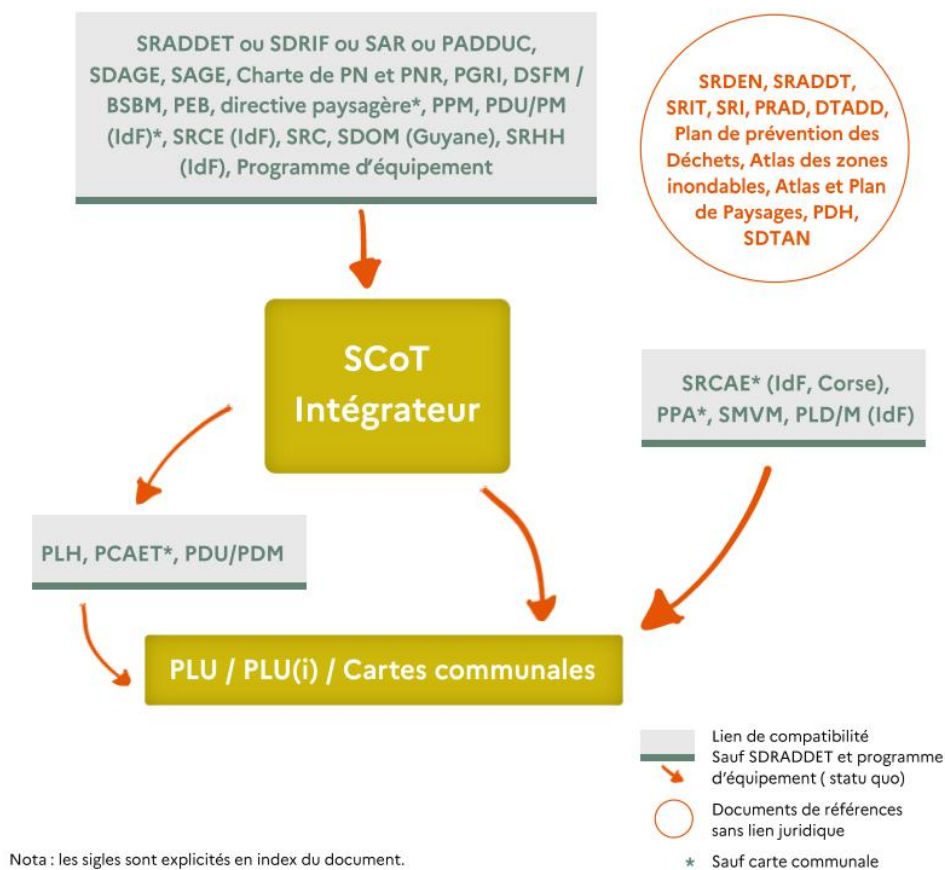 SRADDET ou SDRIF ou SAR ou PADDUC,
SDAGE, SAGE, Charte de PN et PNR, PGRI, DSFM /
BSBM, PEB, directive paysagère*, PPM, PDU/PM
(IdF)*, SRCE (IdF), SRC, SDOM (Guyane), SRHH
(IdF), Programme d'équipement
SRDEN, SRADDT,
SRIT, SRI, PRAD, DTADD,
Plan de prévention des
Déchets, Atlas des zones
inondables, Atlas et Plan
de Paysages, PDH,
SDTAN
SCoT
Intégrateur
SRCAE* (IdF, Corse),
PPA*, SMVM, PLD/M (IdF)
PLH, PCAET*, PDU/PDM
PLU / PLU(i) / Cartes communales
Lien de compatibilité
Sauf SDRADDET et programme
d'équipement ( statu quo)
Documents de références
sans lien juridique
* Sauf carte communale
Nota : les sigles sont explicités en index du document.